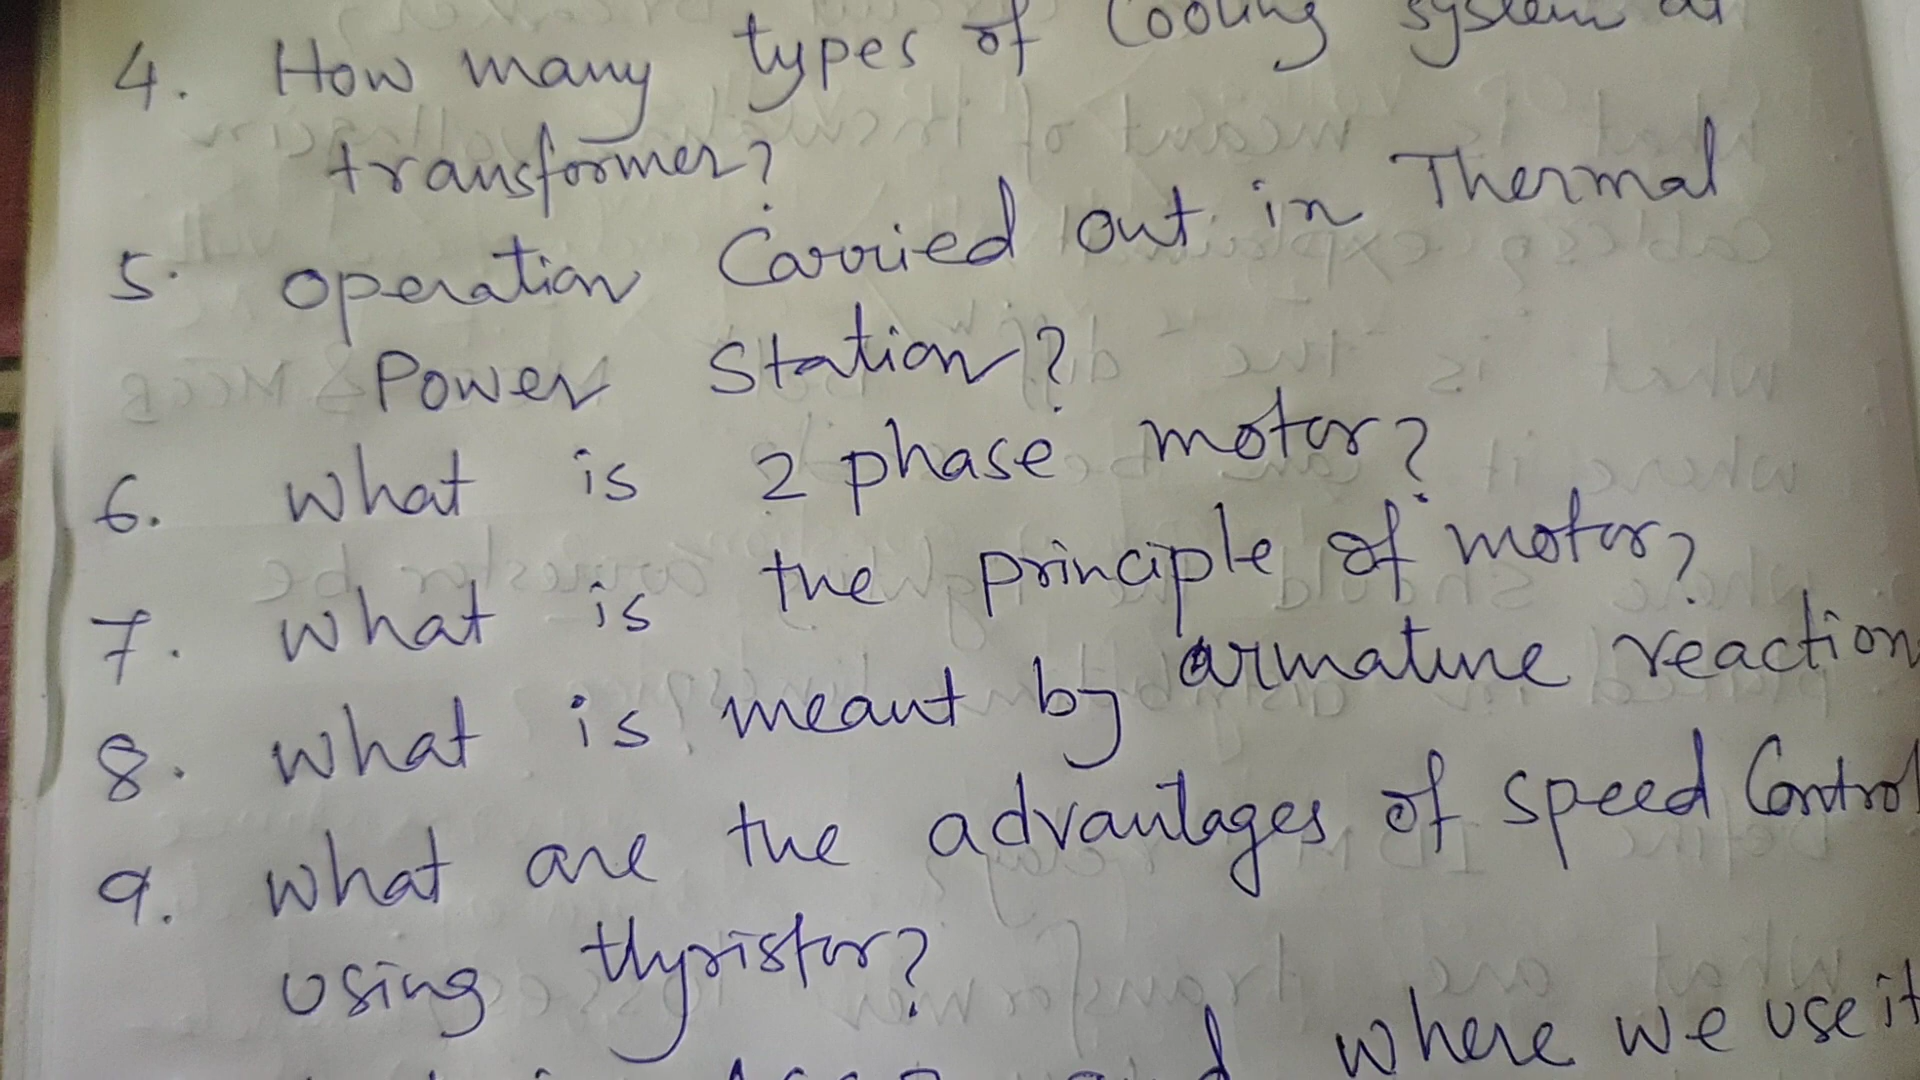 4. How many types of Cooling system at
transformer?
5. operation Carried out in Thermal
Power Station?
6. what is 2 phase motor?
7. what is the principle of motor?
8. what is meant by armature reaction
9. what are the advantages of speed Control
using thyristor?
and where we use it